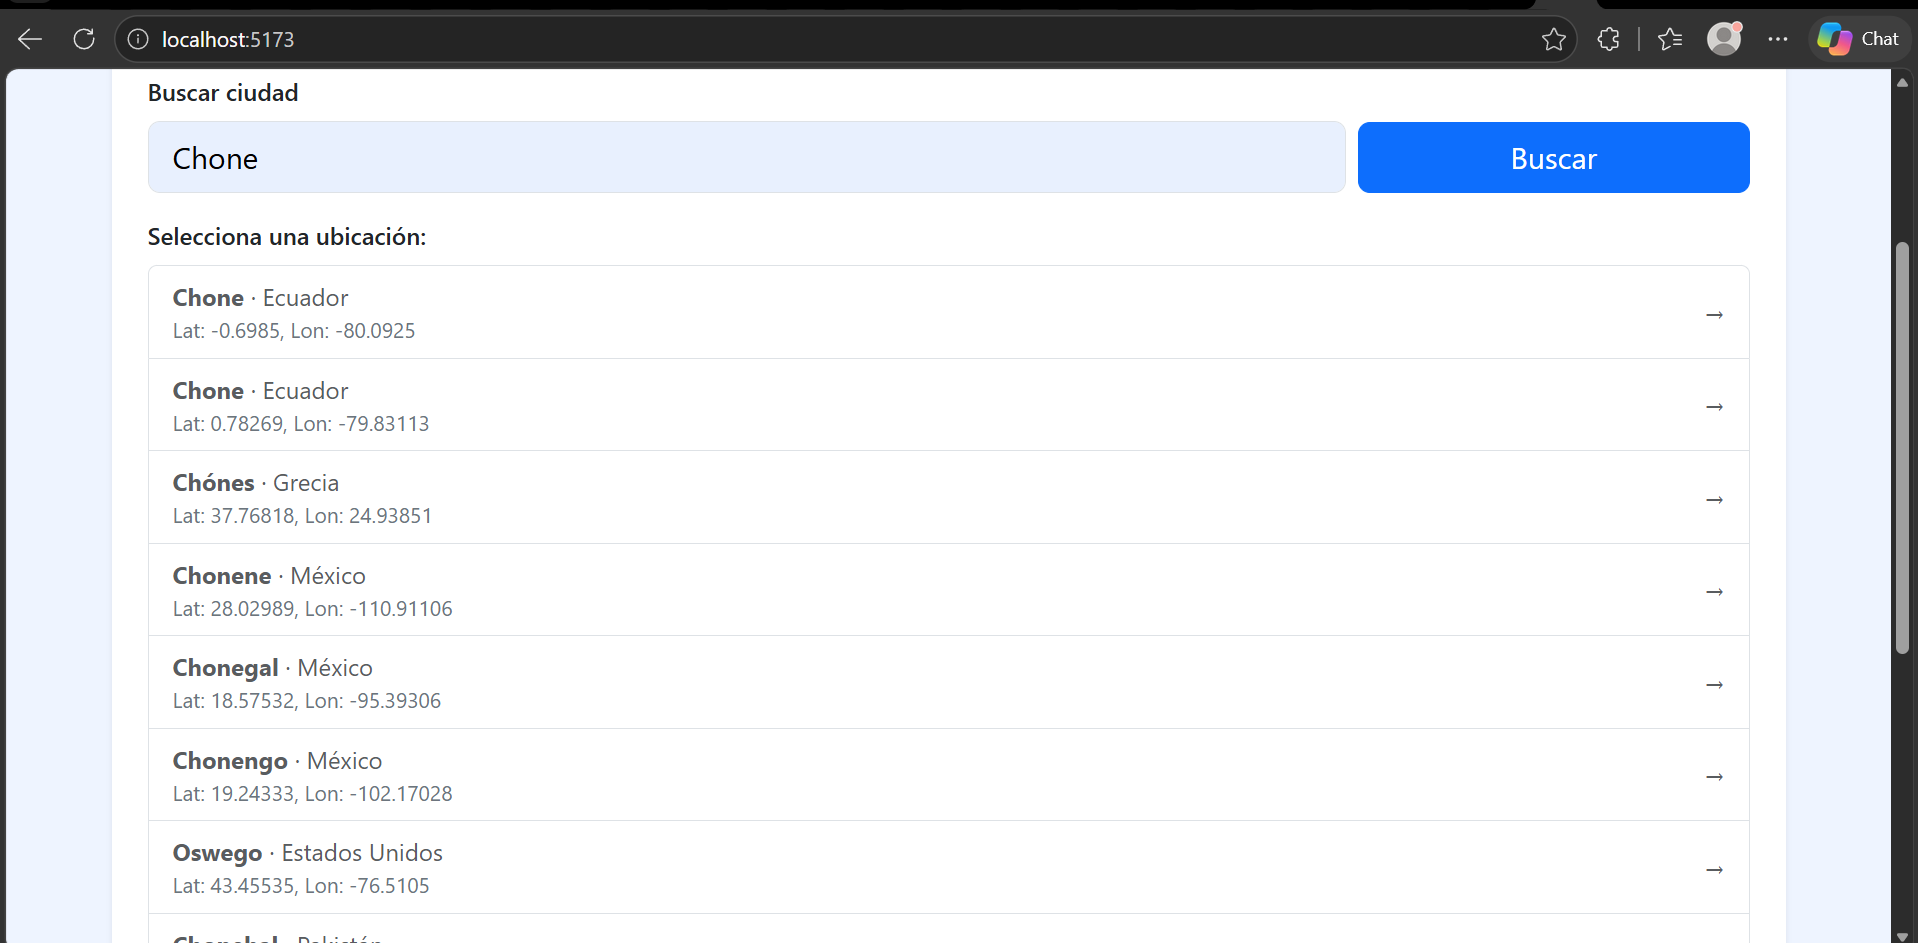 localhost:5173
Chat
Buscar ciudad
Chone
Buscar
Selecciona una ubicación:
Chone · Ecuador
Lat: -0.6985, Lon: -80.0925
→
Chone · Ecuador
Lat: 0.78269, Lon: -79.83113
→
Chónes · Grecia
Lat: 37.76818, Lon: 24.93851
→
Chonene · México
Lat: 28.02989, Lon: -110.91106
→
Chonegal · México
Lat: 18.57532, Lon: -95.39306
→
Chonengo · México
Lat: 19.24333, Lon: -102.17028
→
Oswego · Estados Unidos
Lat: 43.45535, Lon: -76.5105
→
Pakistán